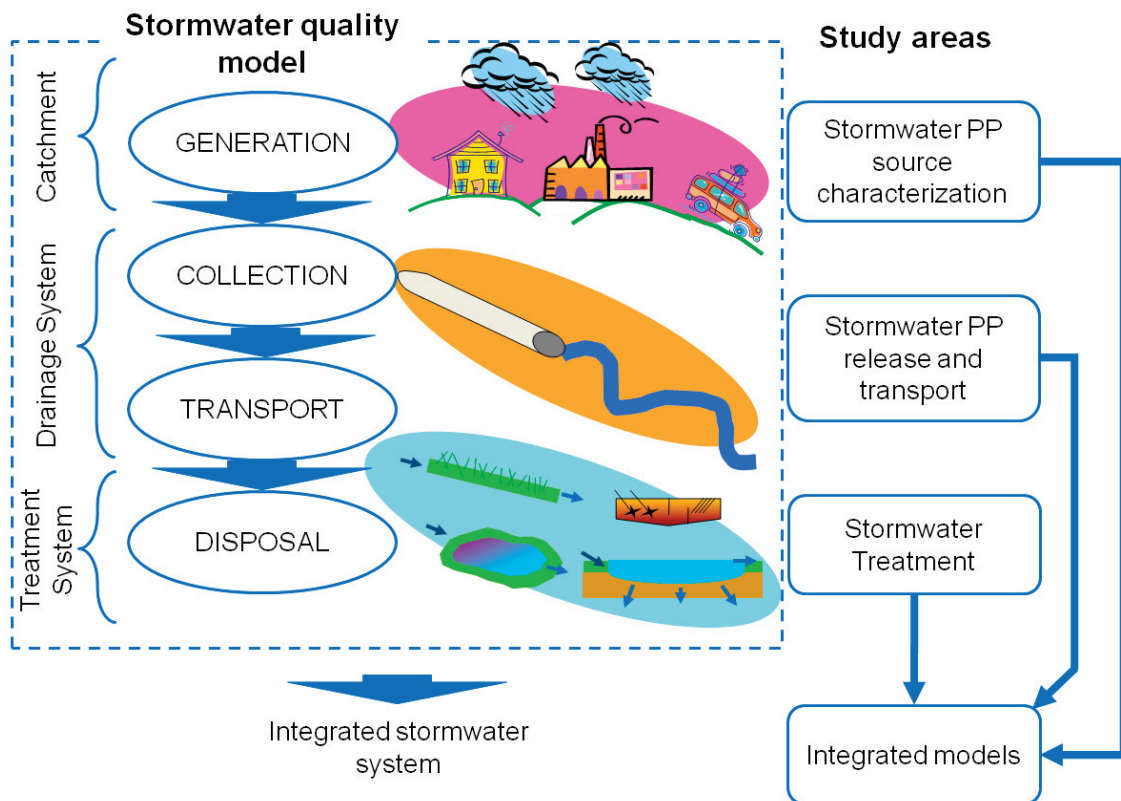 Stormwater quality
model
Study areas
Catchment
GENERATION
Stormwater PP
source
characterization
Drainage System
COLLECTION
TRANSPORT
Stormwater PP
release and
transport
Treatment
System
DISPOSAL
Stormwater
Treatment
Integrated stormwater
system
Integrated models